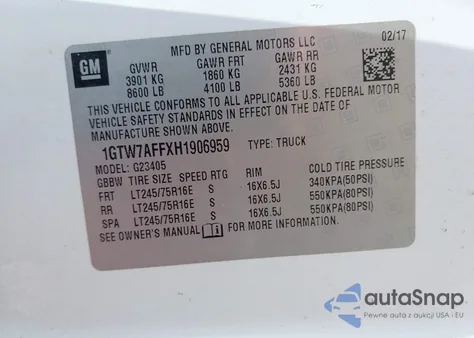 GM
MFD BY GENERAL MOTORS LLC 02/17
GVWR GAWR FRT GAWR RR
3901 KG 1860 KG 2431 KG
8600 LB 4100 LB 5360 LB
THIS VEHICLE CONFORMS TO ALL APPLICABLE U.S. FEDERAL MOTOR
VEHICLE SAFETY STANDARDS IN EFFECT ON THE DATE OF
MANUFACTURE SHOWN ABOVE.
1GTW7AFFXH1906959 TYPE: TRUCK
MODEL: G23405
GBBW TIRE SIZE SPEED RTG RIM COLD TIRE PRESSURE
FRT LT245/75R16E S 16X6.5J 340KPA(50PSI)
RR LT245/75R16E S 16X6.5J 550KPA(80PSI)
SPA LT245/75R16E S 16X6.5J 550KPA(80PSI)
SEE OWNER'S MANUAL FOR MORE INFORMATION.
autoSnap
Pewne auta z aukcji USA i EU